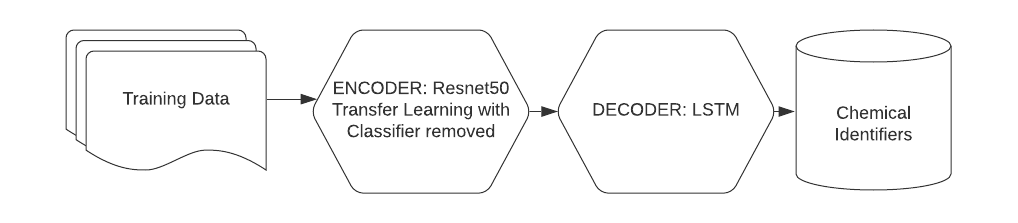 Training Data
ENCODER: Resnet50
Transfer Learning with
Classifier removed
DECODER: LSTM
Chemical
Identifiers